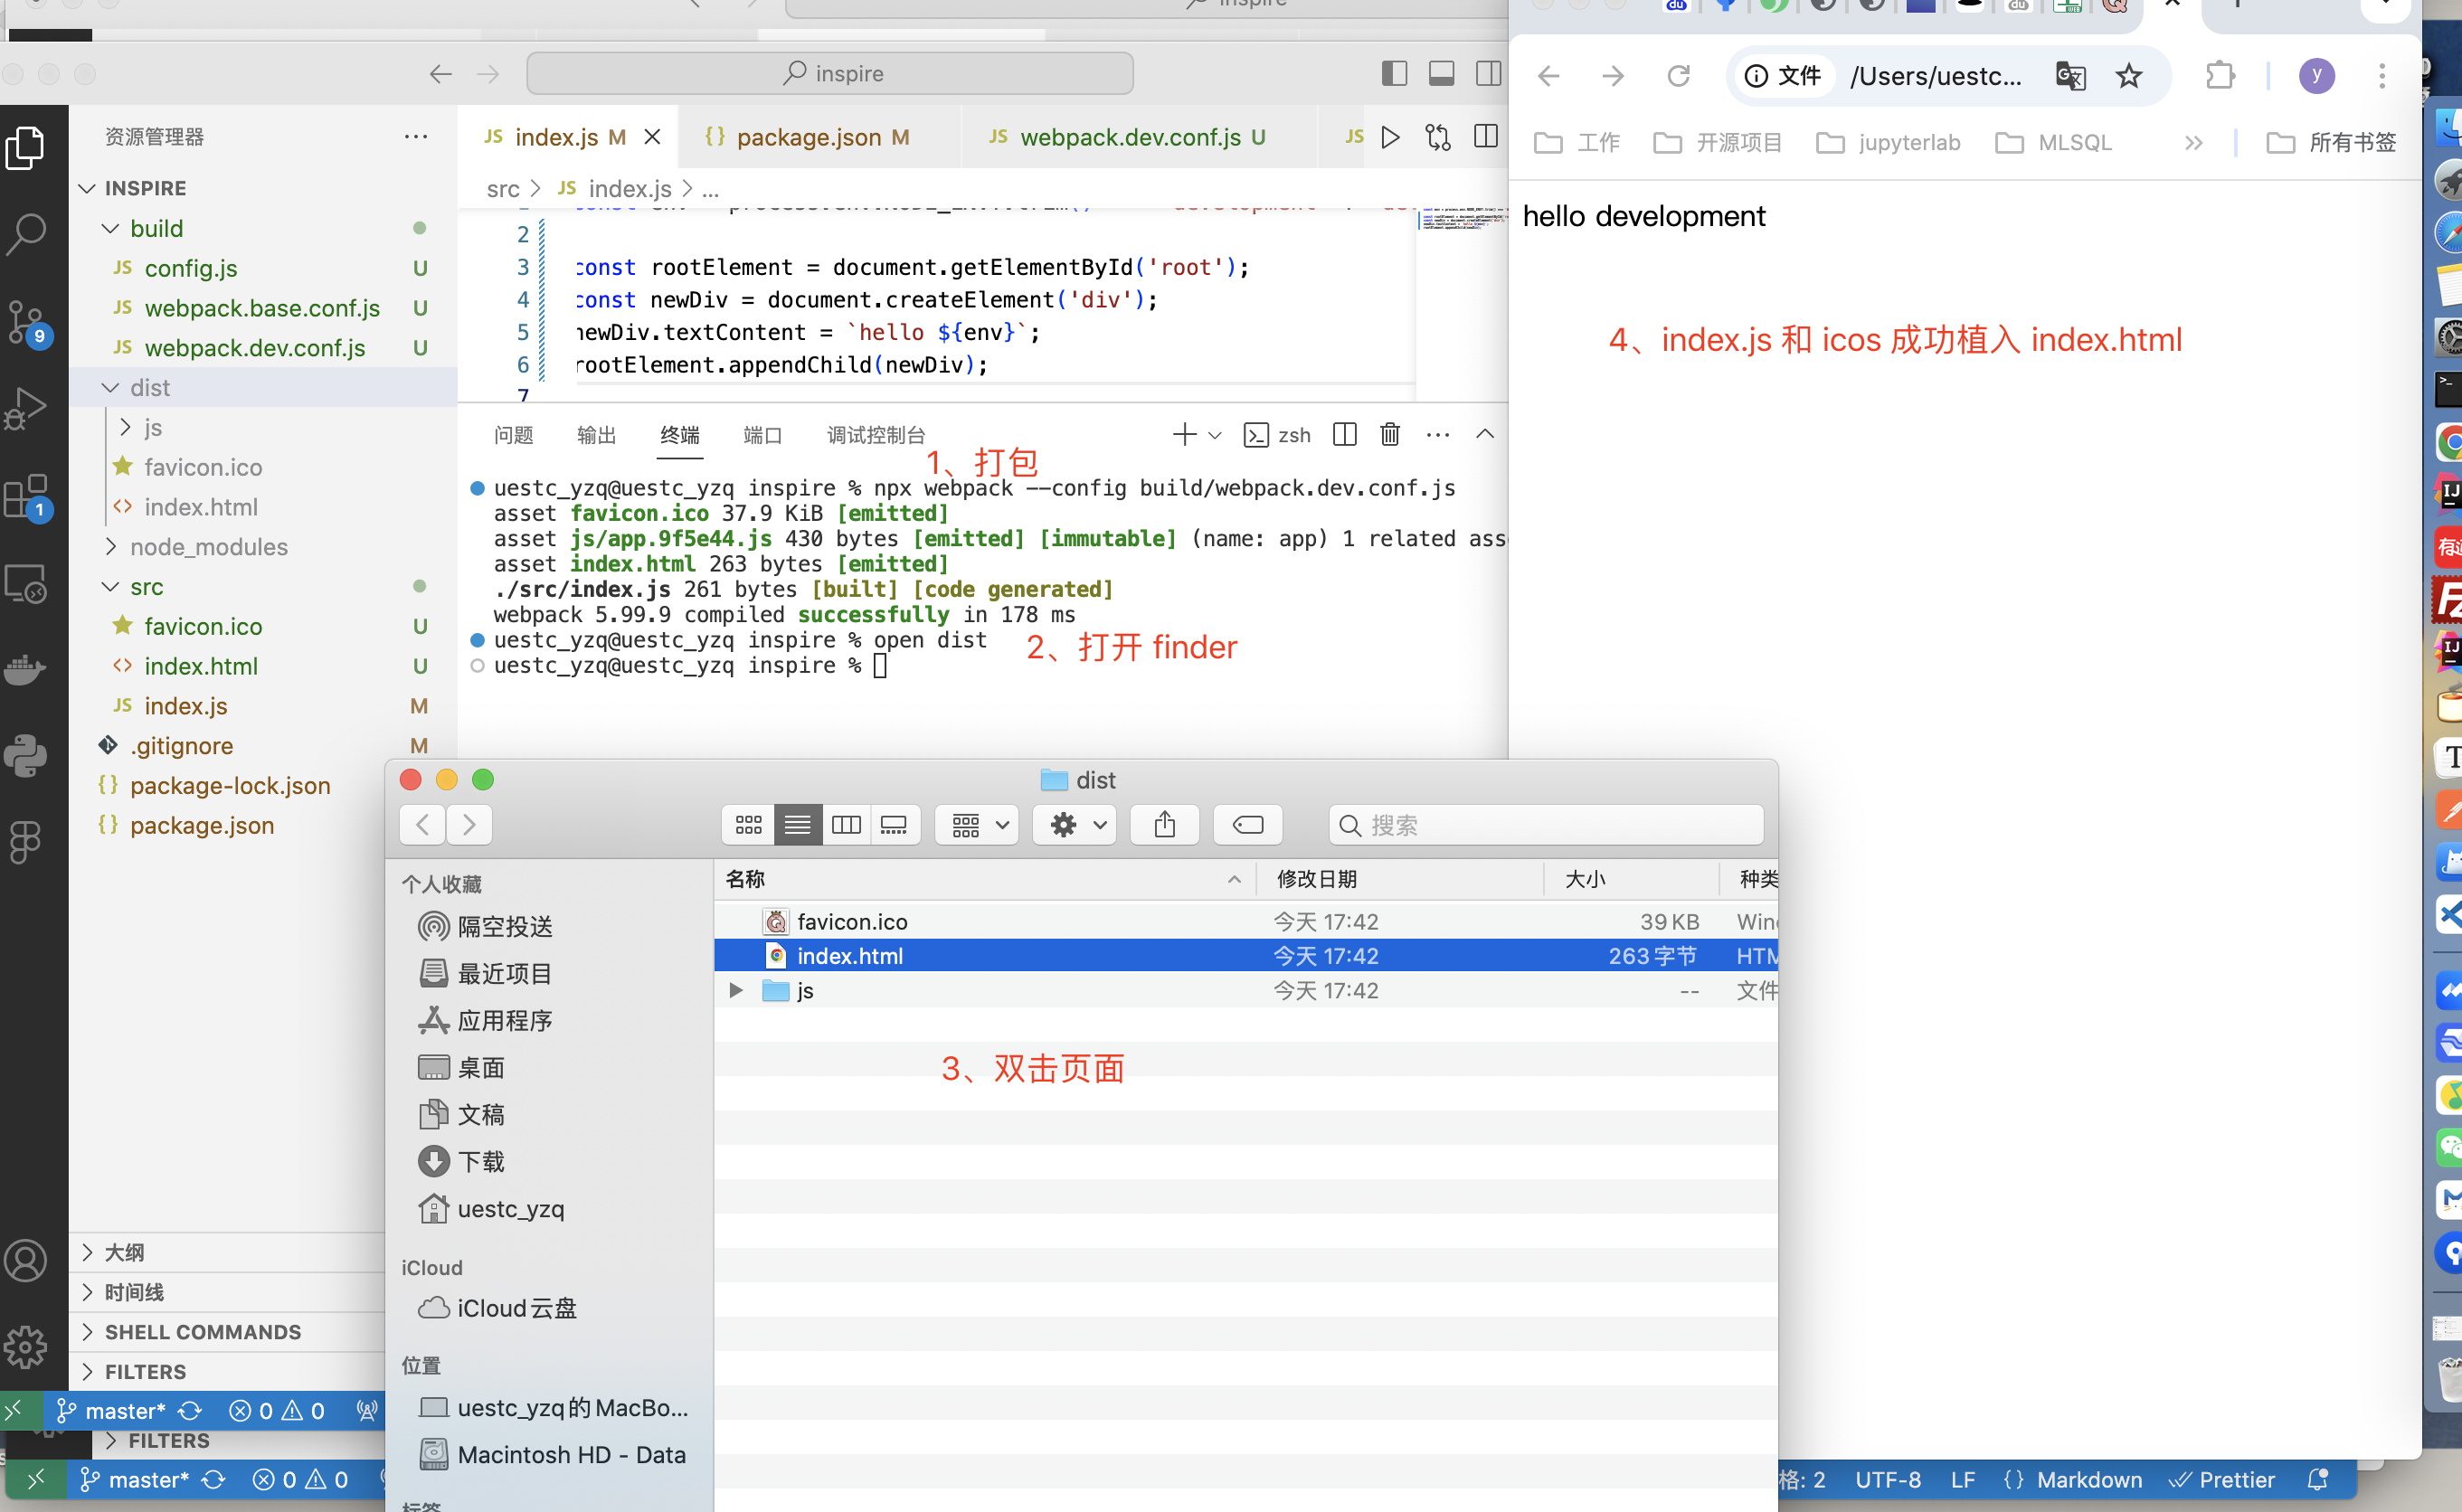 inspire
inspire
资源管理器
INSPIRE
build
config.js U
webpack.base.conf.js U
webpack.dev.conf.js U
dist
js
favicon.ico
index.html
node_modules
src
favicon.ico U
index.html U
index.js M
.gitignore M
package-lock.json
package.json
大纲
时间线
SHELL COMMANDS
FILTERS
master* 0 0
FILTERS
master* 0 0
9
1
index.js M
package.json M
webpack.dev.conf.js U
JS
src > JS index.js > ...
2
3 const rootElement = document.getElementById('root');
4 const newDiv = document.createElement('div');
5 newDiv.textContent = `hello ${env}`;
6 rootElement.appendChild(newDiv);
7
问题 输出 终端 端口 调试控制台 zsh
1、打包
uestc_yzq@uestc_yzq inspire % npx webpack --config build/webpack.dev.conf.js
asset favicon.ico 37.9 KiB [emitted]
asset js/app.9f5e44.js 430 bytes [emitted] [immutable] (name: app) 1 related ass
asset index.html 263 bytes [emitted]
./src/index.js 261 bytes [built] [code generated]
webpack 5.99.9 compiled successfully in 178 ms
uestc_yzq@uestc_yzq inspire % open dist
2、打开 finder
uestc_yzq@uestc_yzq inspire %
文件 /Users/uestc... y
工作 开源项目 jupyterlab MLSQL » 所有书签
hello development
4、index.js 和 icos 成功植入 index.html
dist
搜索
个人收藏
隔空投送
最近项目
应用程序
桌面
文稿
下载
uestc_yzq
iCloud
iCloud云盘
位置
uestc_yzq的MacBo...
Macintosh HD - Data
标签
名称 修改日期 大小 种类
favicon.ico 今天 17:42 39 KB Win
index.html 今天 17:42 263 字节 HTM
js 今天 17:42 -- 文件
3、双击页面
格: 2 UTF-8 LF {} Markdown Prettier